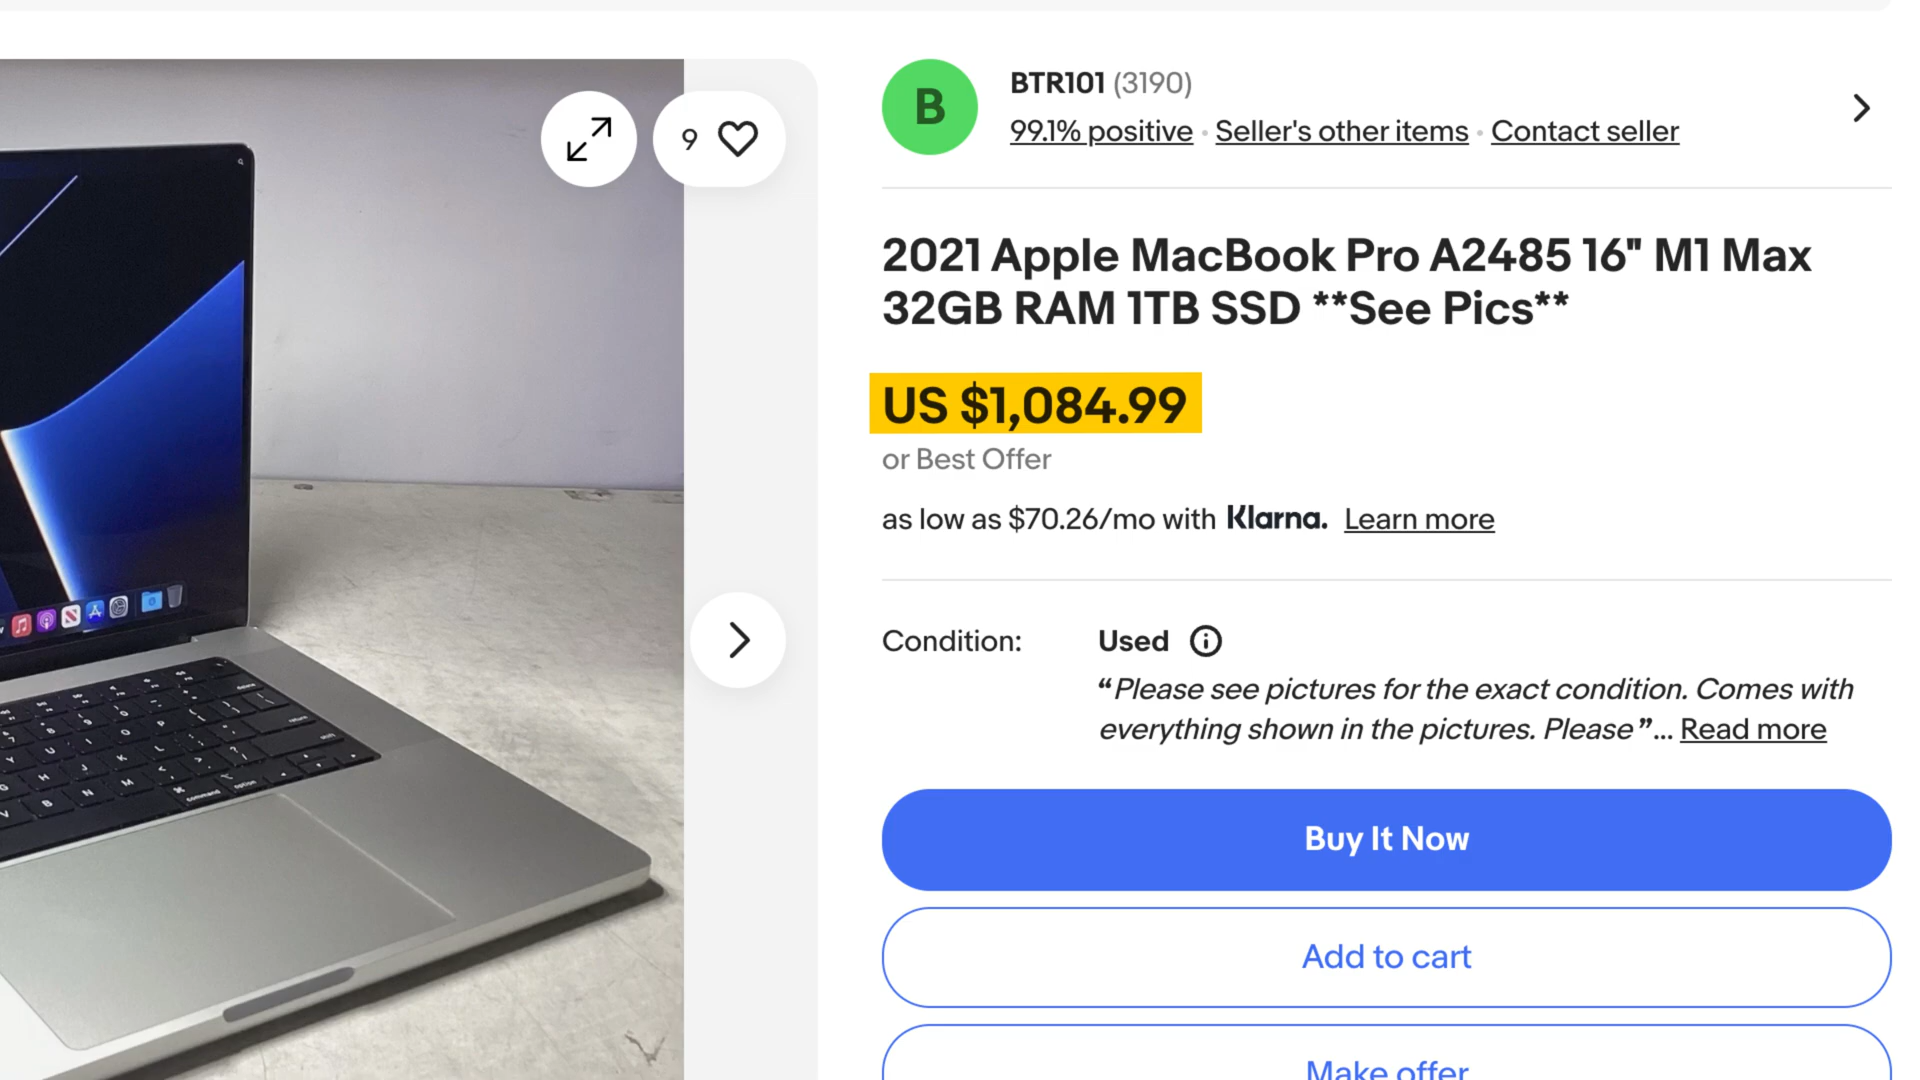 9
B
BTR101 (3190)
99.1% positive • Seller's other items • Contact seller
2021 Apple MacBook Pro A2485 16" M1 Max
32GB RAM 1TB SSD **See Pics**
US $1,084.99
or Best Offer
as low as $70.26/mo with Klarna. Learn more
Condition: Used
“Please see pictures for the exact condition. Comes with
everything shown in the pictures. Please ”... Read more
Buy It Now
Add to cart
Make offer
command option